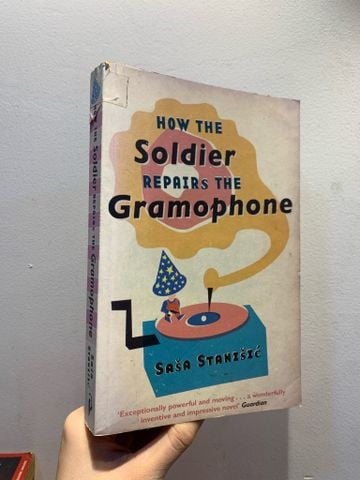 HOW THE
Soldier
REPAIRS THE
Gramophone
SAŠA STANIŠIĆ
'Exceptionally powerful and moving . . . a wonderfully
inventive and impressive novel' Guardian
HOW THE Soldier REPAIRS THE Gramophone
SAŠA STANIŠIĆ